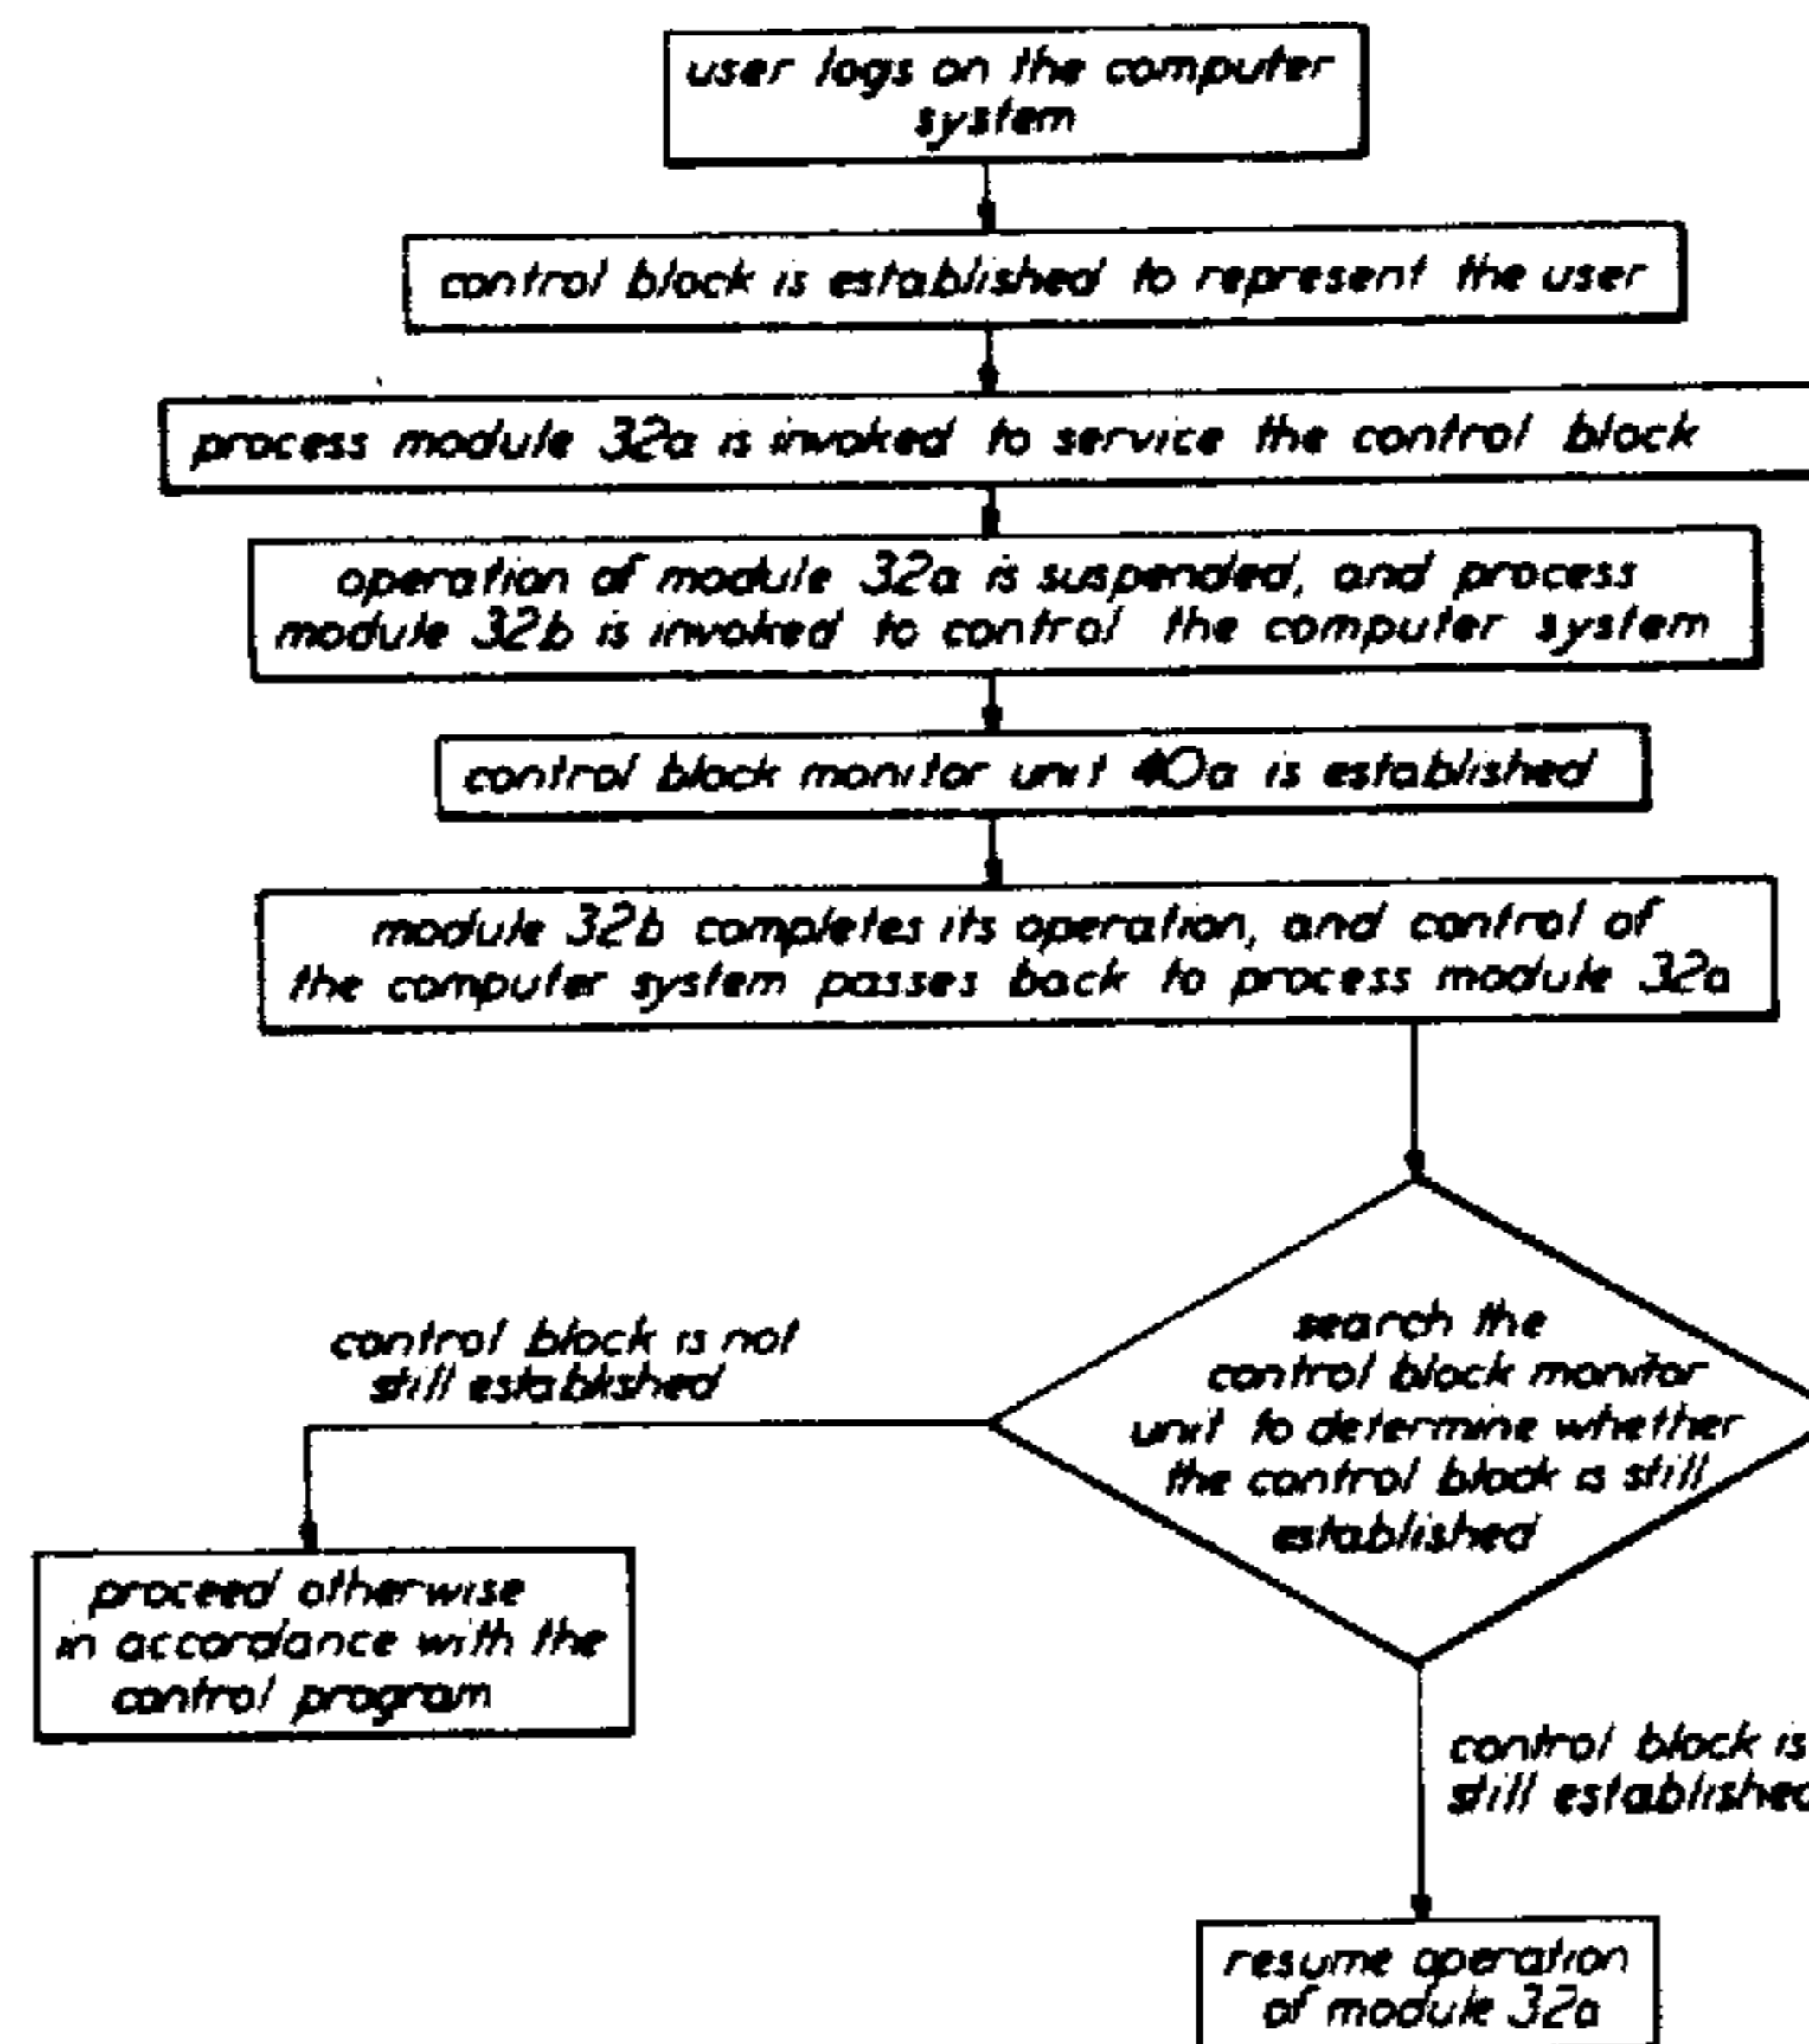 user logs on the computer
system
control block is established to represent the user
process module 32a is invoked to service the control block
operation of module 32a is suspended, and process
module 32b is invoked to control the computer system
control block monitor unit 40a is established
module 32b completes its operation, and control of
the computer system passes back to process module 32a
search the
control block monitor
unit to determine whether
the control block is still
established
control block is not
still established
proceed otherwise
in accordance with the
control program
control block is
still established
resume operation
of module 32a